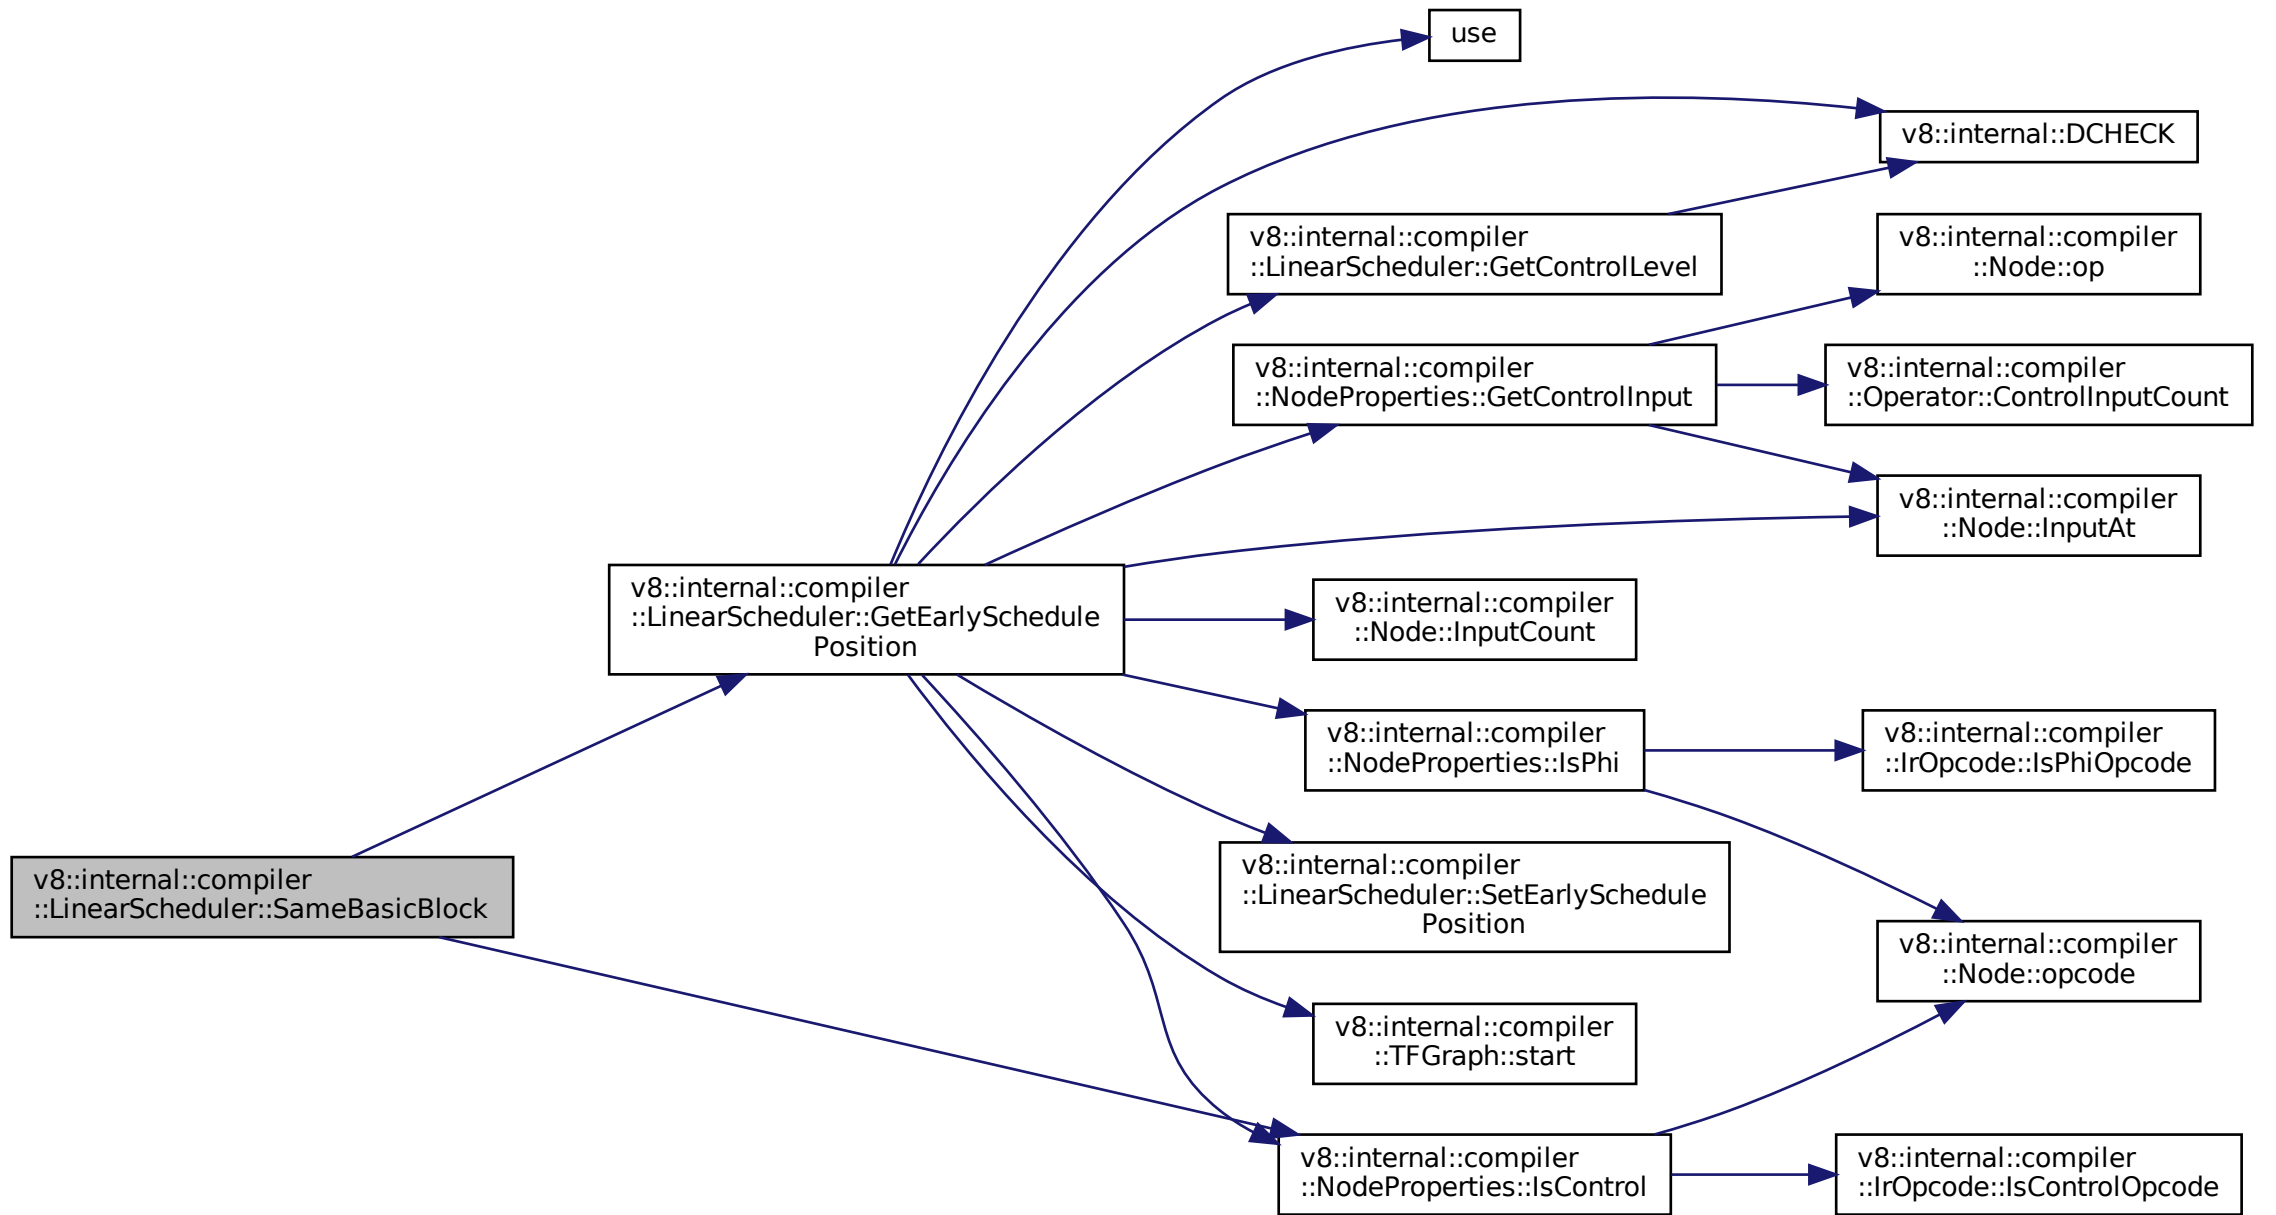 use
v8::internal::DCHECK
v8::internal::compiler
::LinearScheduler::GetControlLevel
v8::internal::compiler
::Node::op
v8::internal::compiler
::NodeProperties::GetControlInput
v8::internal::compiler
::Operator::ControlInputCount
v8::internal::compiler
::Node::InputAt
v8::internal::compiler
::LinearScheduler::GetEarlySchedule
Position
v8::internal::compiler
::Node::InputCount
v8::internal::compiler
::NodeProperties::IsPhi
v8::internal::compiler
::IrOpcode::IsPhiOpcode
v8::internal::compiler
::LinearScheduler::SameBasicBlock
v8::internal::compiler
::LinearScheduler::SetEarlySchedule
Position
v8::internal::compiler
::Node::opcode
v8::internal::compiler
::TFGraph::start
v8::internal::compiler
::NodeProperties::IsControl
v8::internal::compiler
::IrOpcode::IsControlOpcode